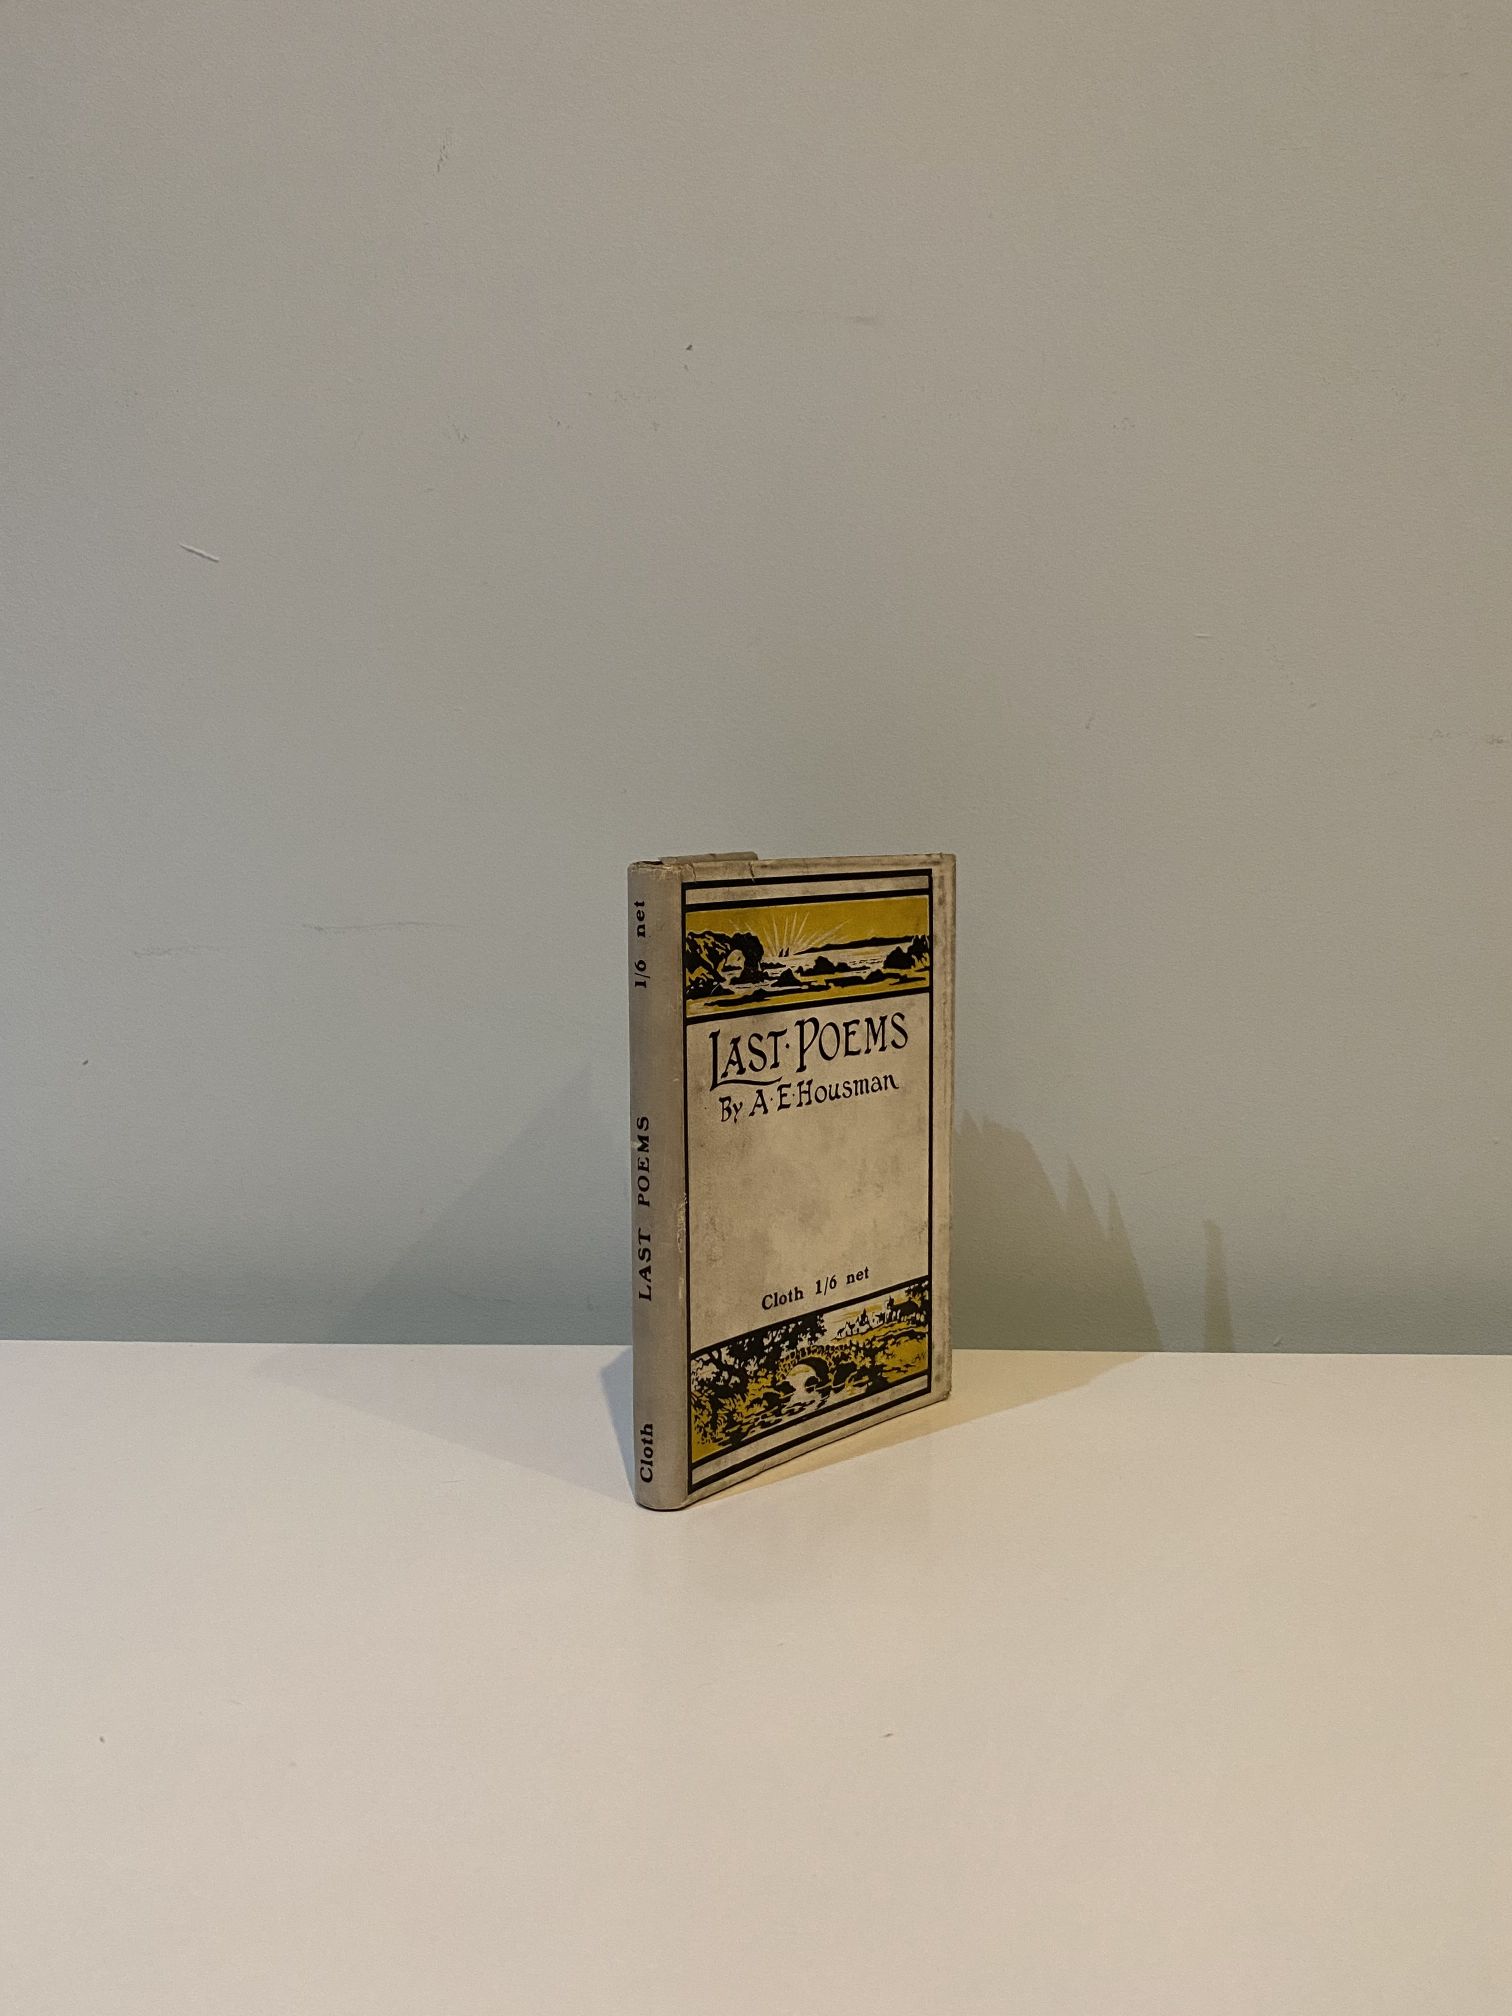 Cloth LAST POEMS 1/6 net
LAST·POEMS
By A·E·Housman
Cloth 1/6 net